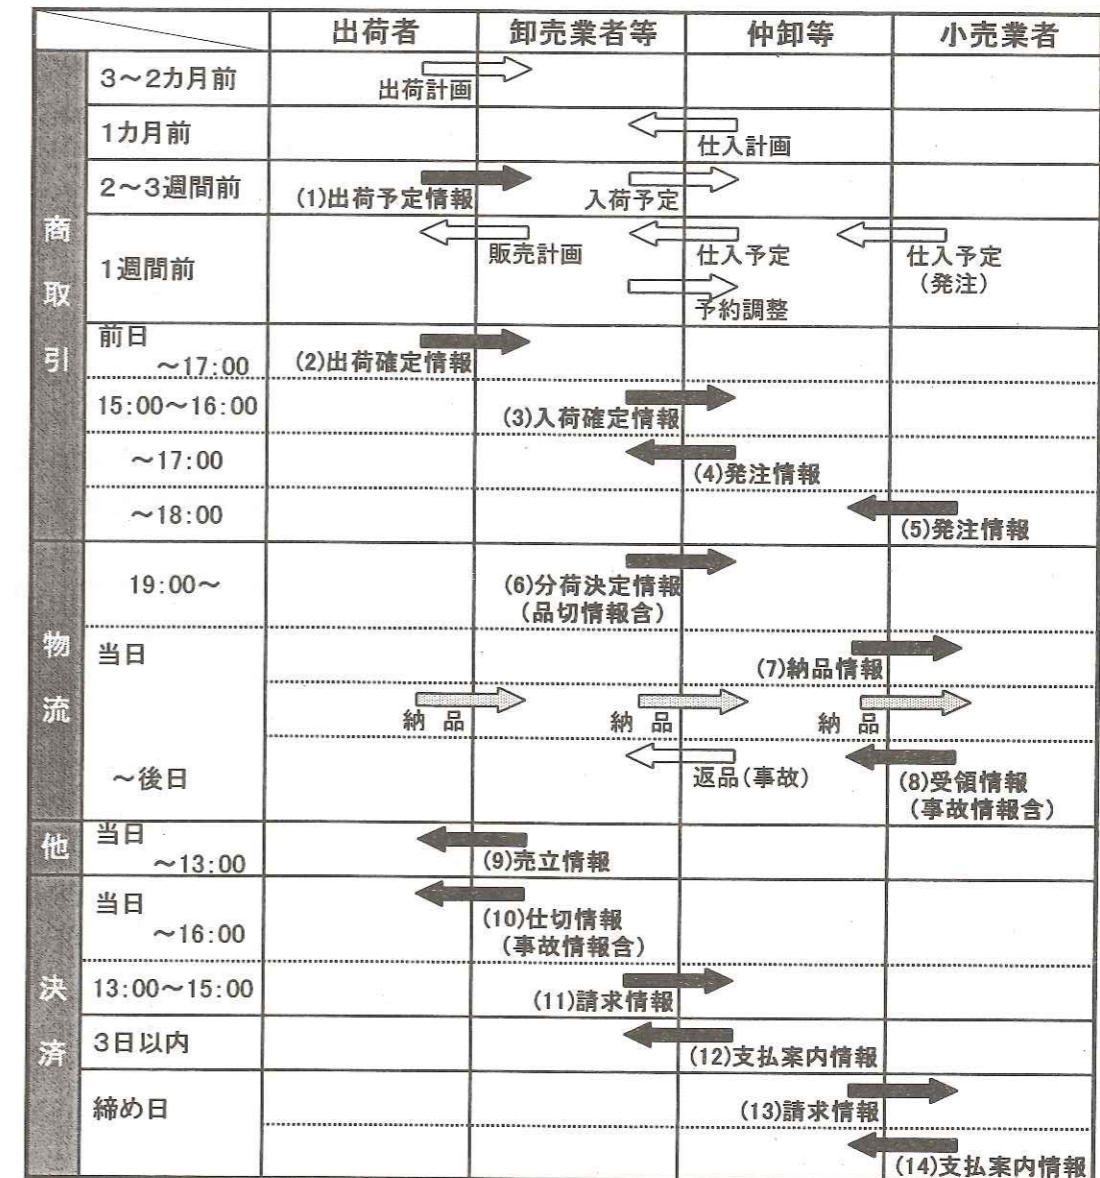 出荷者 卸売業者等 仲卸等 小売業者
商取引
3～2カ月前
出荷計画
1カ月前
仕入計画
2～3週間前
(1)出荷予定情報 入荷予定
1週間前
販売計画 仕入予定 仕入予定
(発注)
予約調整
前日
～17:00
(2)出荷確定情報
15:00～16:00
(3)入荷確定情報
～17:00
(4)発注情報
～18:00
(5)発注情報
物流
19:00～
(6)分荷決定情報
(品切情報含)
当日
(7)納品情報
納 品 納 品 納 品
～後日
返品(事故) (8)受領情報
(事故情報含)
他
当日
～13:00
(9)売立情報
決済
当日
～16:00
(10)仕切情報
(事故情報含)
13:00～15:00
(11)請求情報
3日以内
(12)支払案内情報
締め日
(13)請求情報
(14)支払案内情報